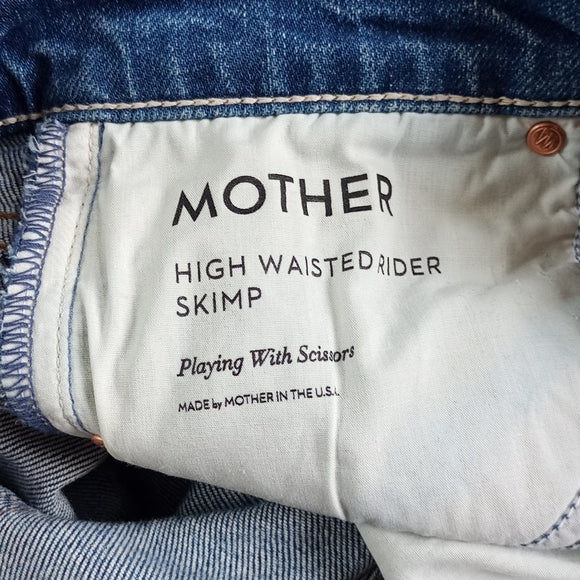 MOTHER
HIGH WAISTED RIDER
SKIMP
Playing With Scissors
MADE by MOTHER IN THE U.S.A.